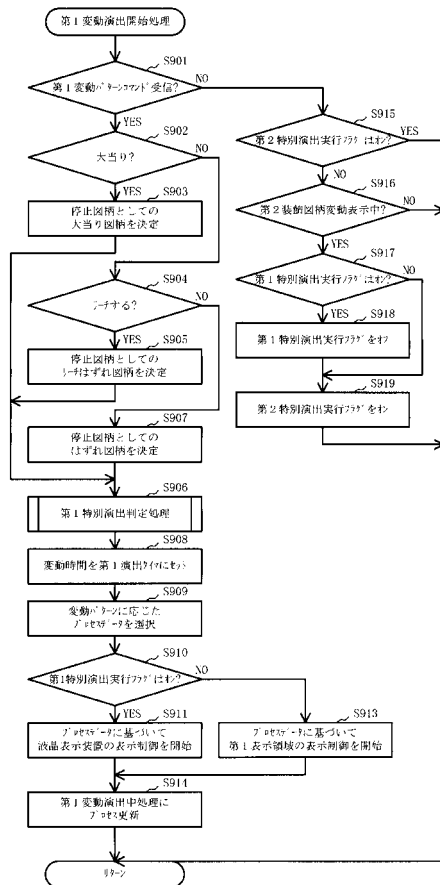 第1変動演出開始処理
S901
第1変動パターンコマンド受信?
NO
YES
S902
大当り?
NO
YES
S903
停止図柄としての
大当り図柄を決定
S904
リーチする?
NO
YES
S905
停止図柄としての
リーチはずれ図柄を決定
S907
停止図柄としての
はずれ図柄を決定
S906
第1特別演出判定処理
S908
変動時間を第1演出タイマにセット
S909
変動パターンに応じた
プロセスデータを選択
S910
第1特別演出実行フラグはオン?
NO
YES
S911
プロセスデータに基づいて
液晶表示装置の表示制御を開始
S913
プロセスデータに基づいて
第1表示領域の表示制御を開始
S914
第1変動演出中処理に
プロセス更新
リターン
S915
第2特別演出実行フラグはオン?
YES
NO
S916
第2装飾図柄変動表示中?
NO
YES
S917
第1特別演出実行フラグはオン?
NO
YES
S918
第1特別演出実行フラグをオフ
S919
第2特別演出実行フラグをオン